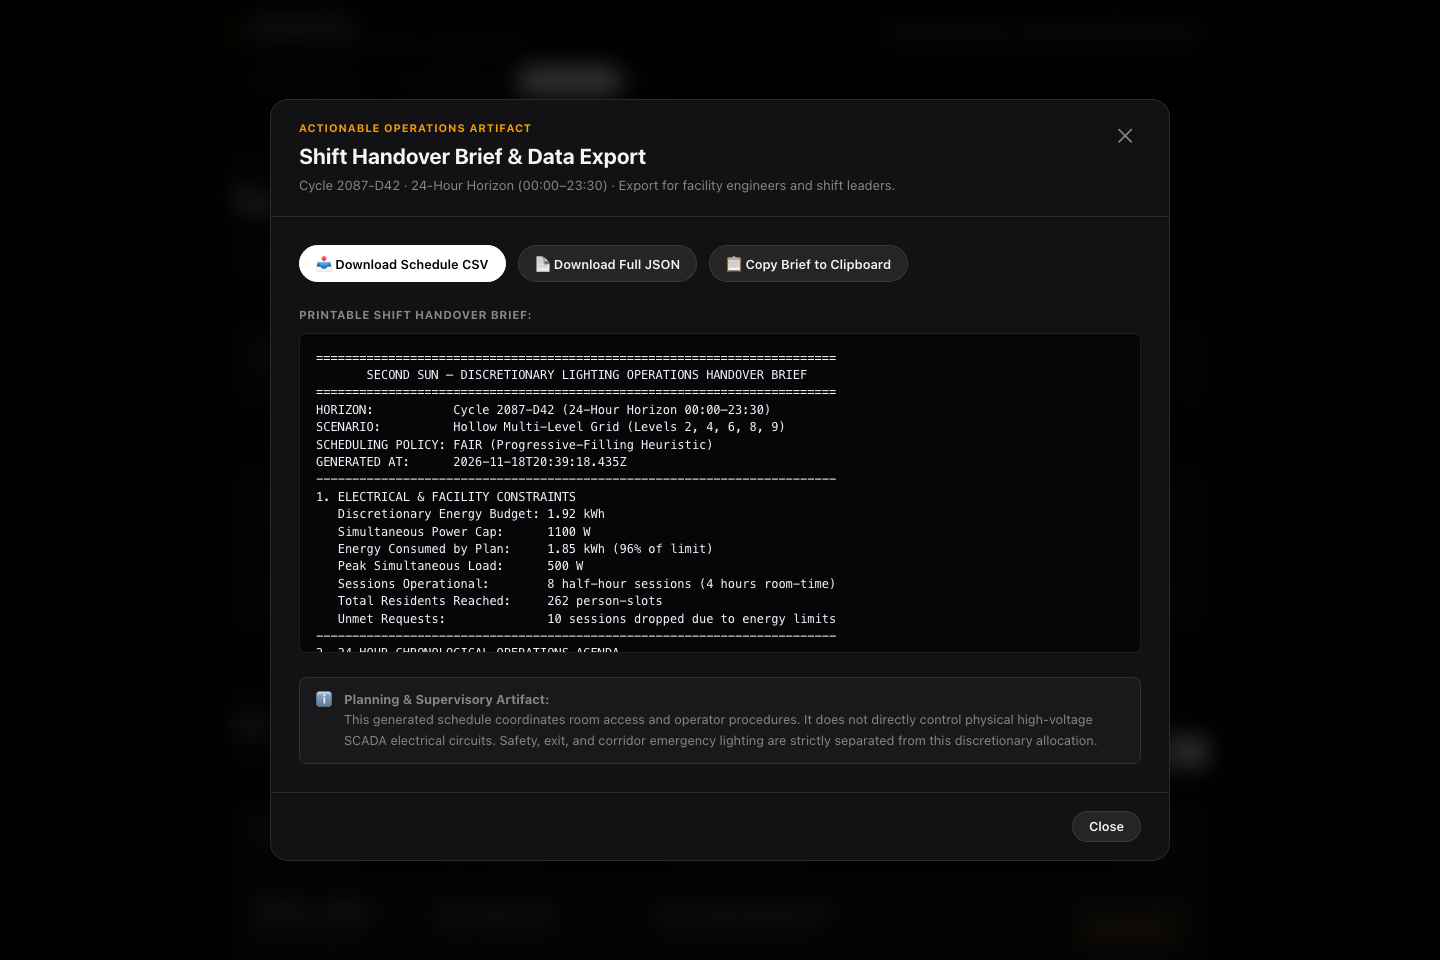 ACTIONABLE OPERATIONS ARTIFACT
Shift Handover Brief & Data Export
Cycle 2087-D42 · 24-Hour Horizon (00:00–23:30) · Export for facility engineers and shift leaders.
Download Schedule CSV
Download Full JSON
Copy Brief to Clipboard
PRINTABLE SHIFT HANDOVER BRIEF:
========================================================================
SECOND SUN — DISCRETIONARY LIGHTING OPERATIONS HANDOVER BRIEF
========================================================================
HORIZON: Cycle 2087-D42 (24-Hour Horizon 00:00–23:30)
SCENARIO: Hollow Multi-Level Grid (Levels 2, 4, 6, 8, 9)
SCHEDULING POLICY: FAIR (Progressive-Filling Heuristic)
GENERATED AT: 2026-11-18T20:39:18.435Z
------------------------------------------------------------------------
1. ELECTRICAL & FACILITY CONSTRAINTS
Discretionary Energy Budget: 1.92 kWh
Simultaneous Power Cap: 1100 W
Energy Consumed by Plan: 1.85 kWh (96% of limit)
Peak Simultaneous Load: 500 W
Sessions Operational: 8 half-hour sessions (4 hours room-time)
Total Residents Reached: 262 person-slots
Unmet Requests: 10 sessions dropped due to energy limits
------------------------------------------------------------------------
2. 24-HOUR CHRONOLOGICAL OPERATIONS AGENDA
Planning & Supervisory Artifact:
This generated schedule coordinates room access and operator procedures. It does not directly control physical high-voltage
SCADA electrical circuits. Safety, exit, and corridor emergency lighting are strictly separated from this discretionary allocation.
Close